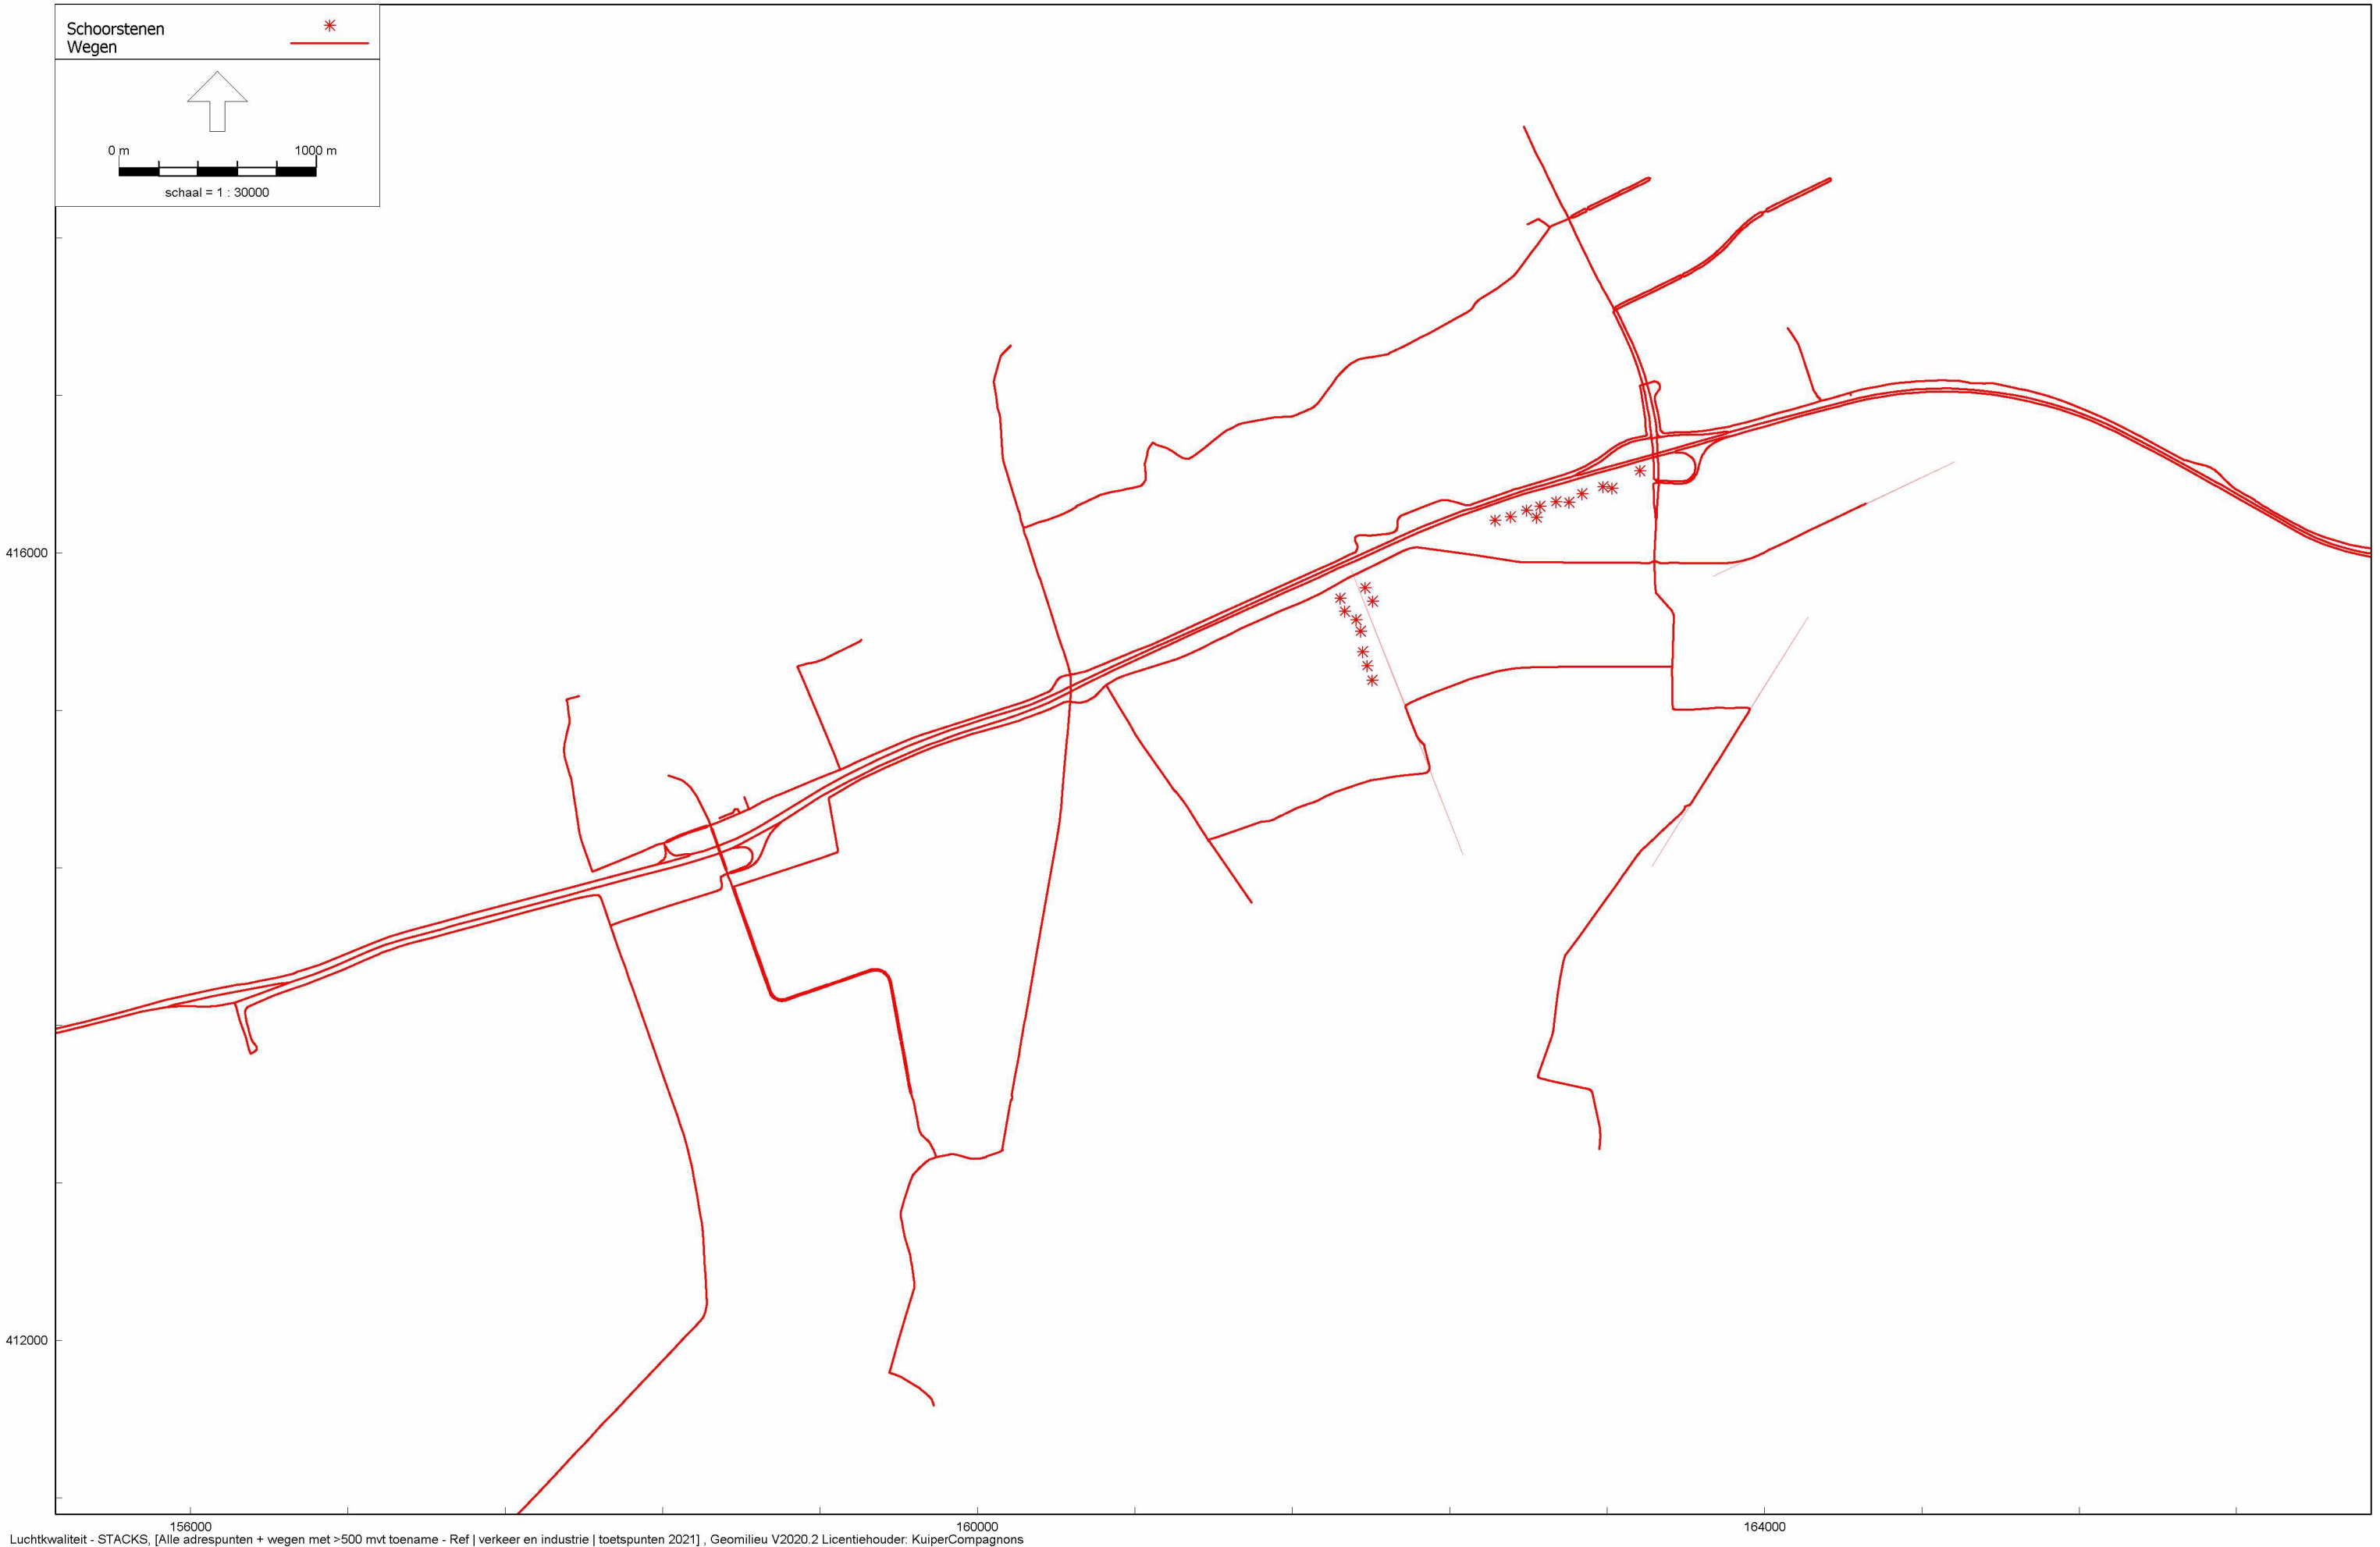 Schoorstenen
Wegen
0 m 1000 m
schaal = 1 : 30000
416000
412000
156000 160000 164000
Luchtkwaliteit - STACKS, [Alle adrespunten + wegen met >500 mvt toename - Ref | verkeer en industrie | toetspunten 2021] , Geomilieu V2020.2 Licentiehouder: KuiperCompagnons